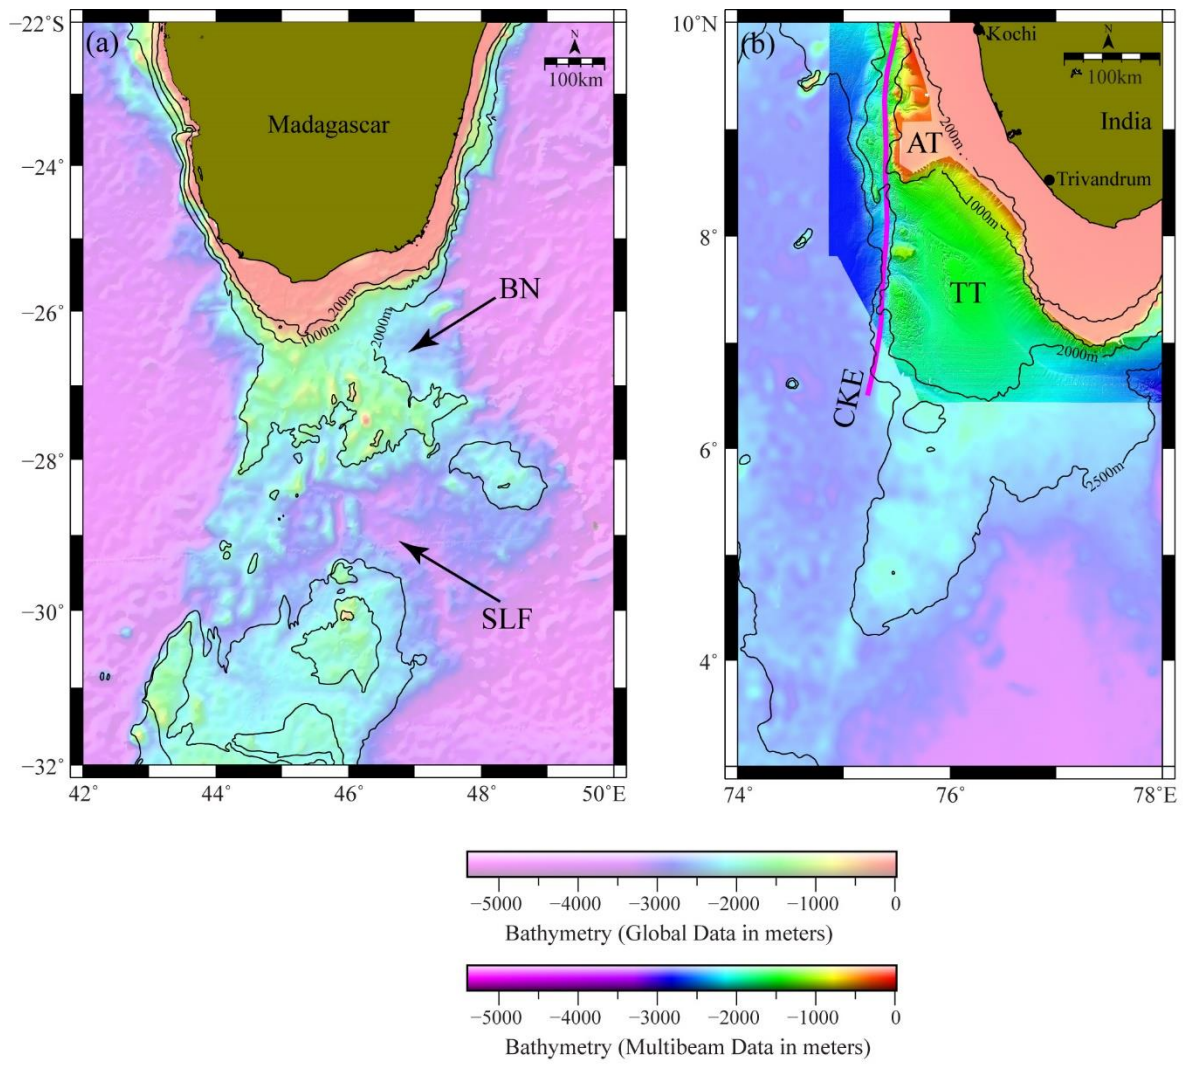 −22°S
−24°
−26°
−28°
−30°
−32°
(a)
N
100km
Madagascar
200m
1000m
2000m
BN
SLF
42
44
46
48
50°E
10°N
8°
6°
4°
(b)
Kochi
N
100km
India
200m
AT
Trivandrum
1000m
TT
2000m
CKE
2500m
74
75
76
78°E
−5000 −4000 −3000 −2000 −1000 0
Bathymetry (Global Data in meters)
−5000 −4000 −3000 −2000 −1000 0
Bathymetry (Multibeam Data in meters)